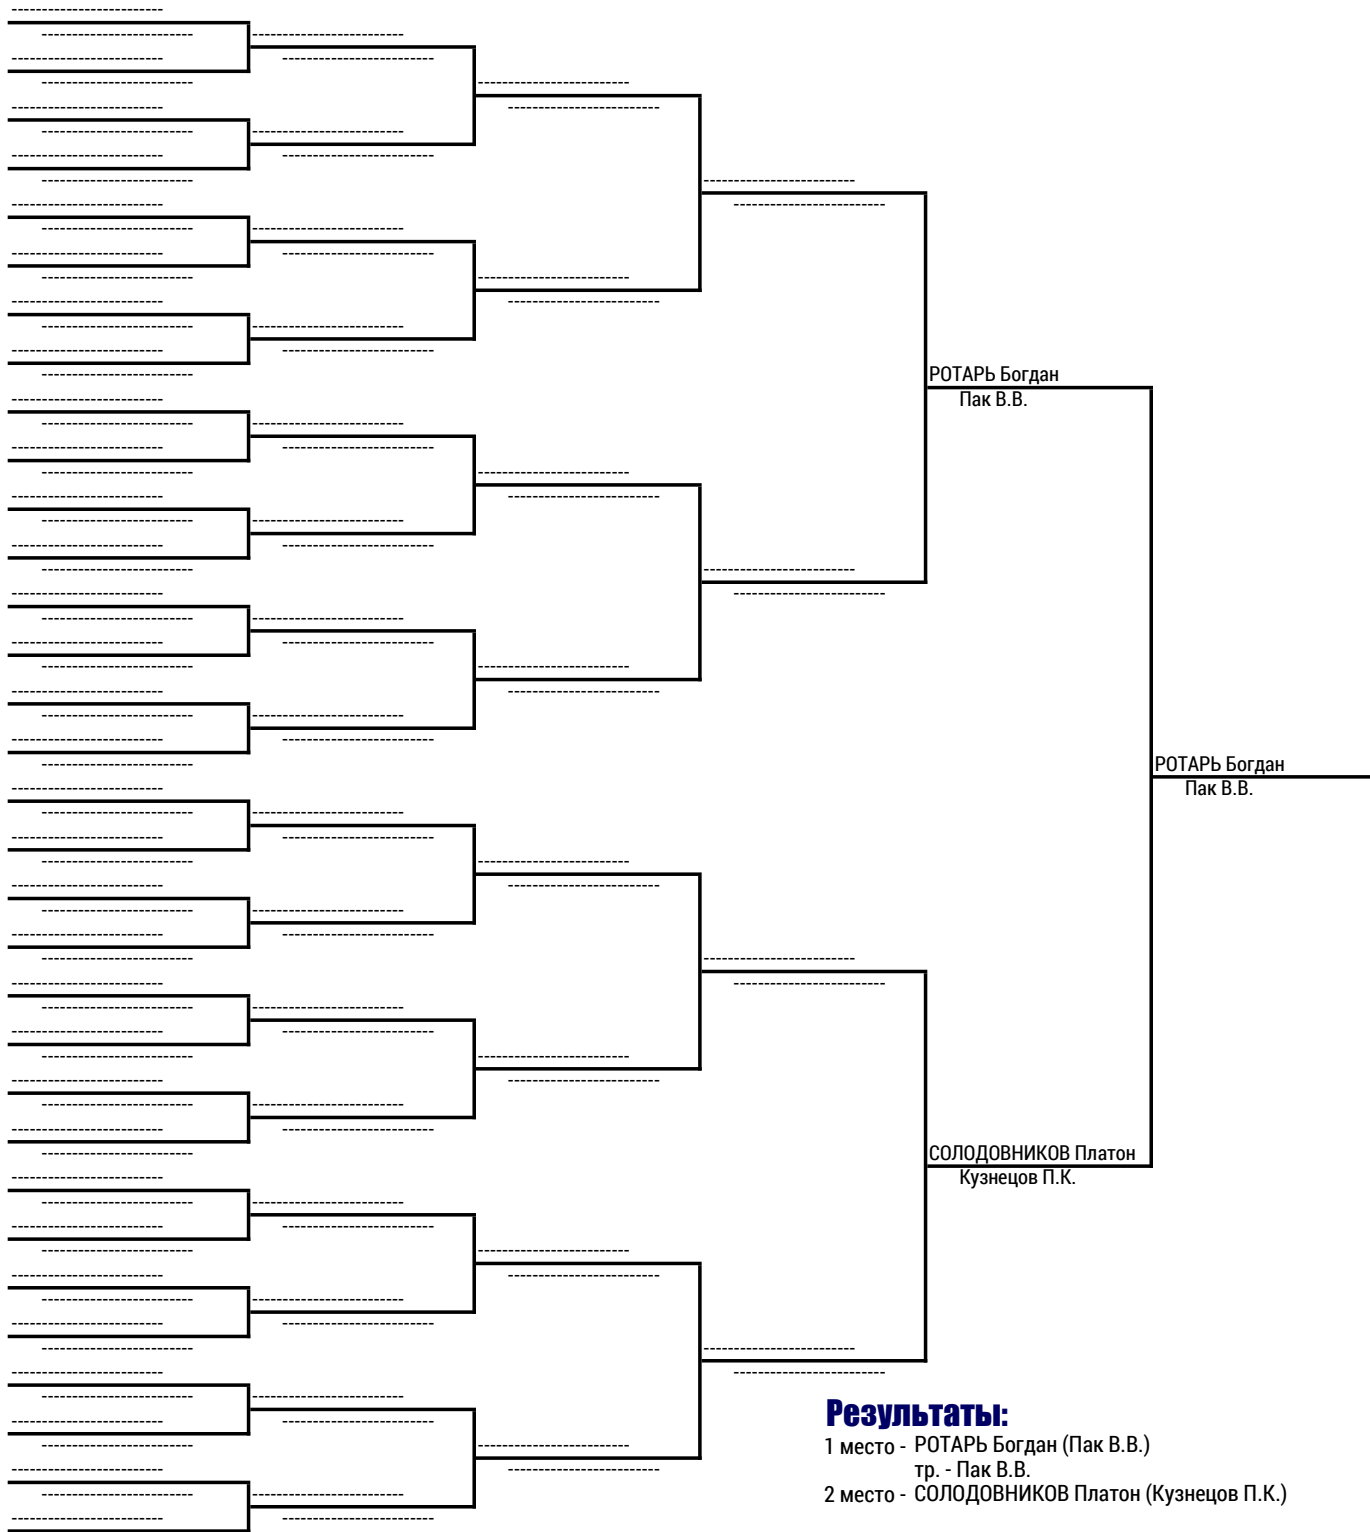 РОТАРЬ Богдан
Пак В.В.
РОТАРЬ Богдан
Пак В.В.
СОЛОДОВНИКОВ Платон
Кузнецов П.К.
Результаты:
1 место - РОТАРЬ Богдан (Пак В.В.)
тр. - Пак В.В.
2 место - СОЛОДОВНИКОВ Платон (Кузнецов П.К.)